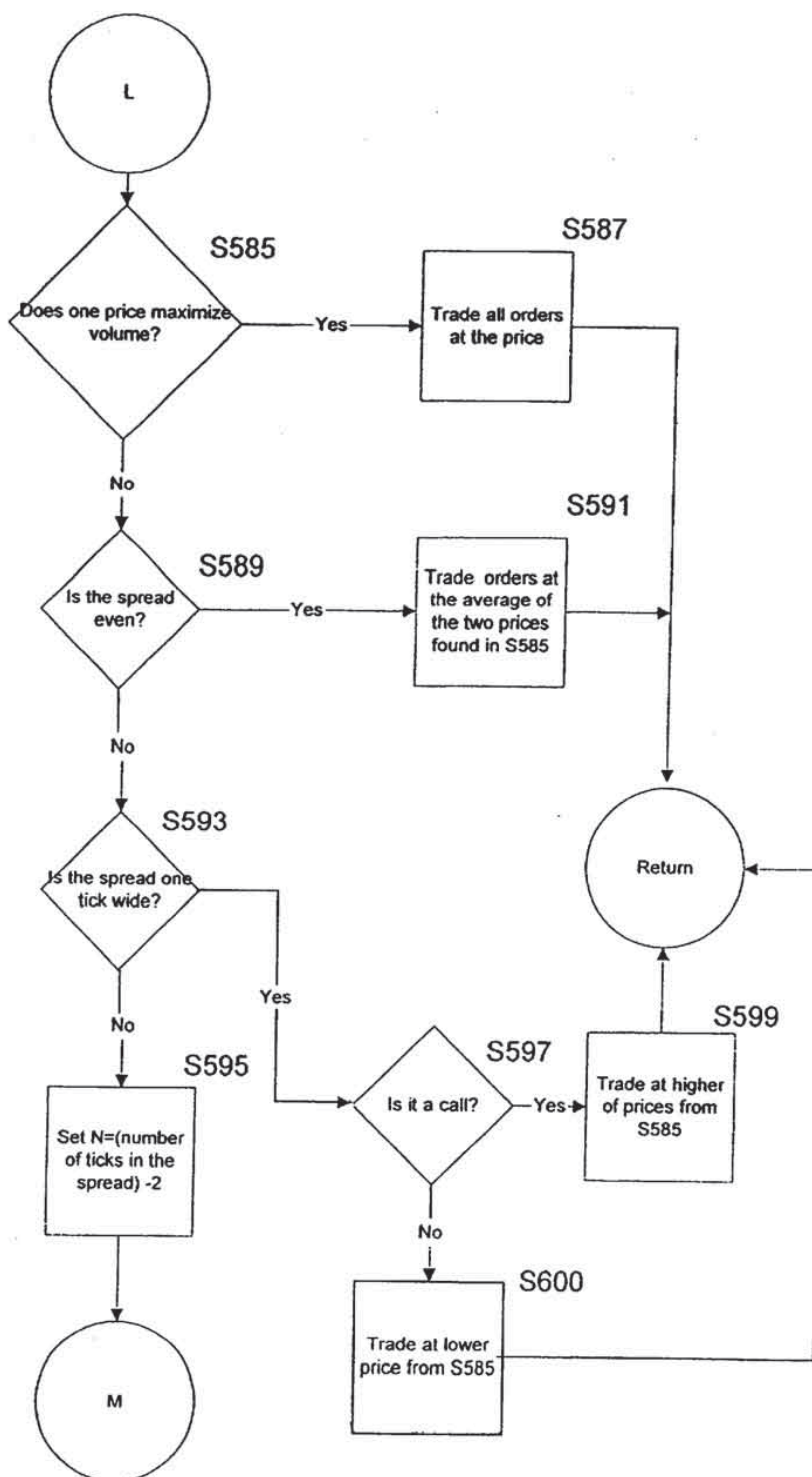 L
S585
Does one price maximize
volume?
Yes
S587
Trade all orders
at the price
No
S589
Is the spread
even?
Yes
S591
Trade orders at
the average of
the two prices
found in S585
No
S593
Is the spread one
tick wide?
Return
Yes
No
S595
Set N=(number
of ticks in the
spread) -2
S597
Is it a call?
Yes
S599
Trade at higher
of prices from
S585
No
S600
Trade at lower
price from S585
M